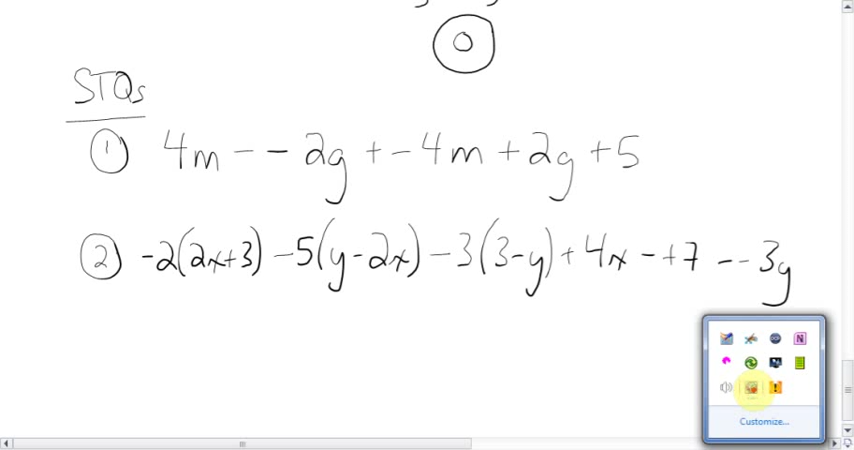 0
STQs
① 4m - - 2g + - 4m + 2g + 5
② -2(2x+3) -5(y-2x) -3(3-y) + 4x - +7 - -3y
Customize...